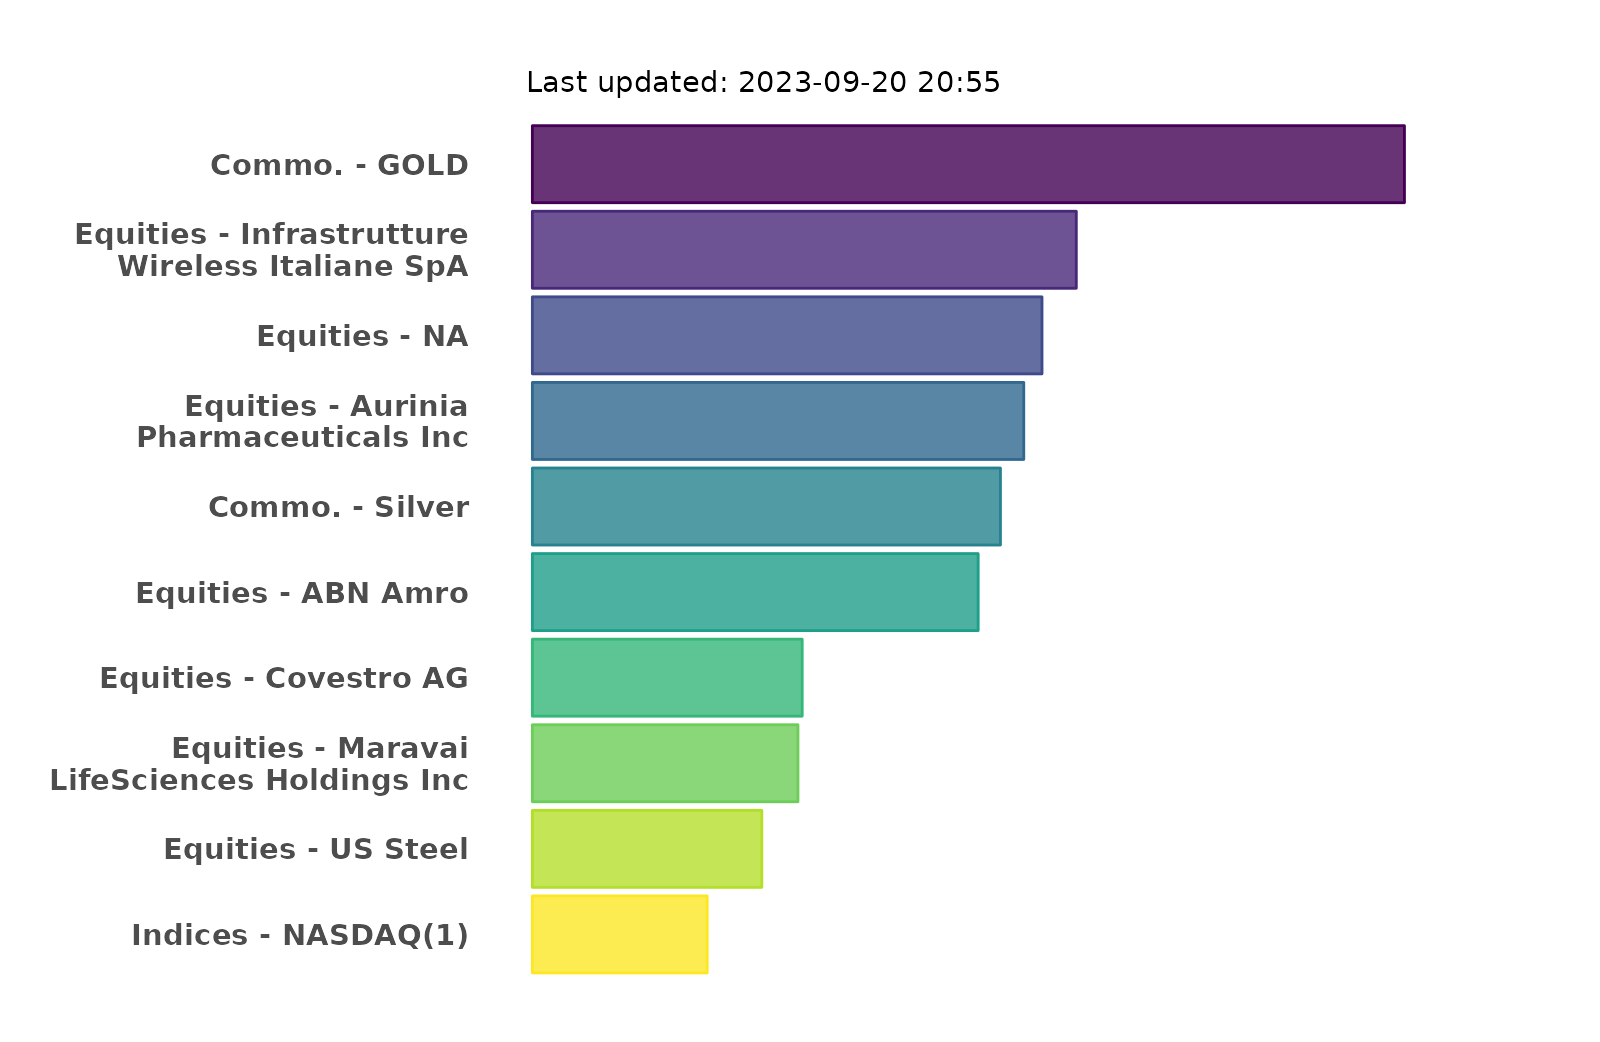 Last updated: 2023-09-20 20:55
Commo. - GOLD
Equities - Infrastrutture
Wireless Italiane SpA
Equities - NA
Equities - Aurinia
Pharmaceuticals Inc
Commo. - Silver
Equities - ABN Amro
Equities - Covestro AG
Equities - Maravai
LifeSciences Holdings Inc
Equities - US Steel
Indices - NASDAQ(1)